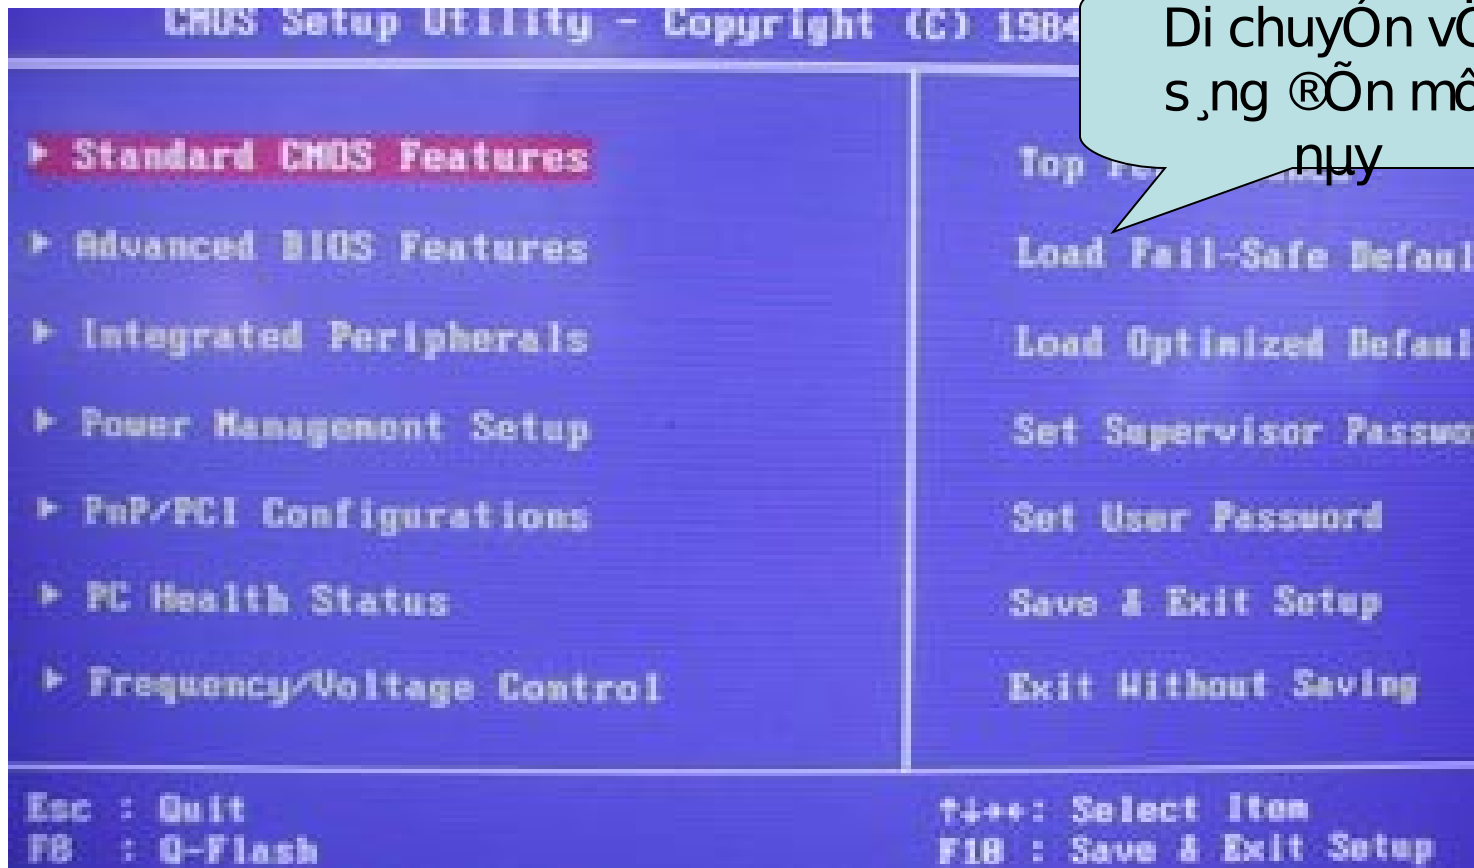 CMOS Setup Utility - Copyright (C) 1984
Di chuyÓn vÖ
s¸ng ®Õn mô
nµy
Standard CMOS Features
Advanced BIOS Features
Integrated Peripherals
Power Management Setup
PnP/PCI Configurations
PC Health Status
Frequency/Voltage Control
Top
Load Fail-Safe Defaul
Load Optimized Defaul
Set Supervisor Passwo
Set User Password
Save & Exit Setup
Exit Without Saving
Esc : Quit
F8 : Q-Flash
↑↓→←: Select Item
F10 : Save & Exit Setup